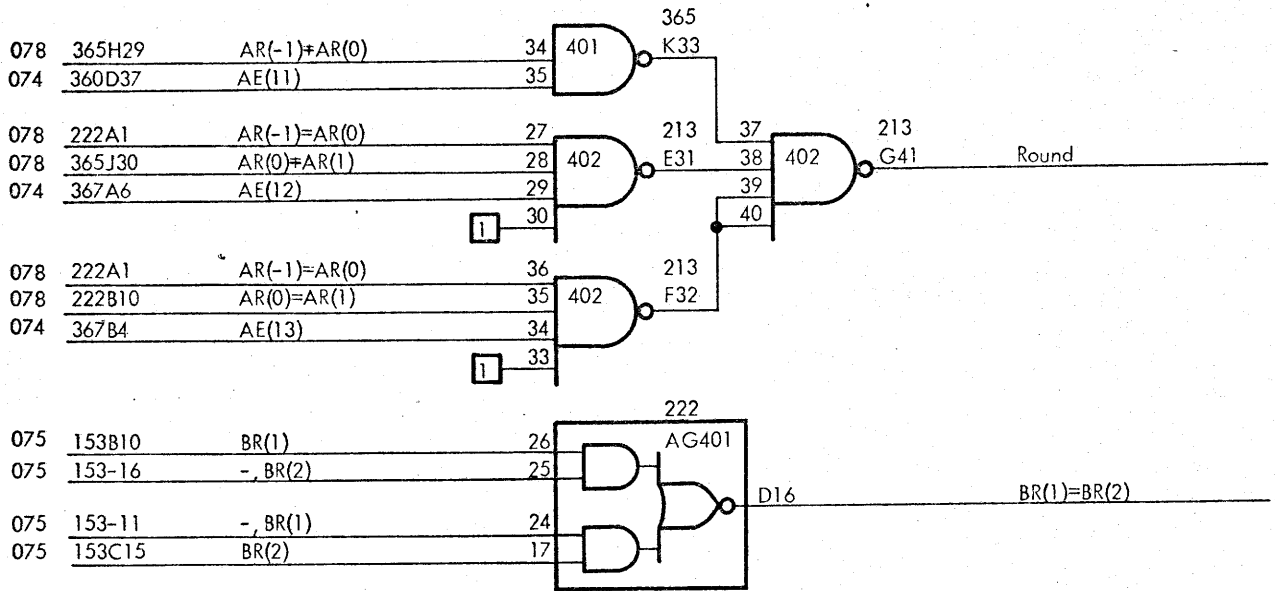 365
078 365H29 AR(-1)≠AR(0) 34 401 K33
074 360D37 AE(11) 35
078 222A1 AR(-1)=AR(0) 27 213 37 213
078 365J30 AR(0)≠AR(1) 28 402 E31 38 402 G41 Round
074 367A6 AE(12) 29 39
1 30 40
078 222A1 AR(-1)=AR(0) 36 213
078 222B10 AR(0)=AR(1) 35 402 F32
074 367B4 AE(13) 34
1 33
222
075 153B10 BR(1) 26 AG401
075 153-16 -, BR(2) 25
D16 BR(1)=BR(2)
075 153-11 -, BR(1) 24
075 153C15 BR(2) 17